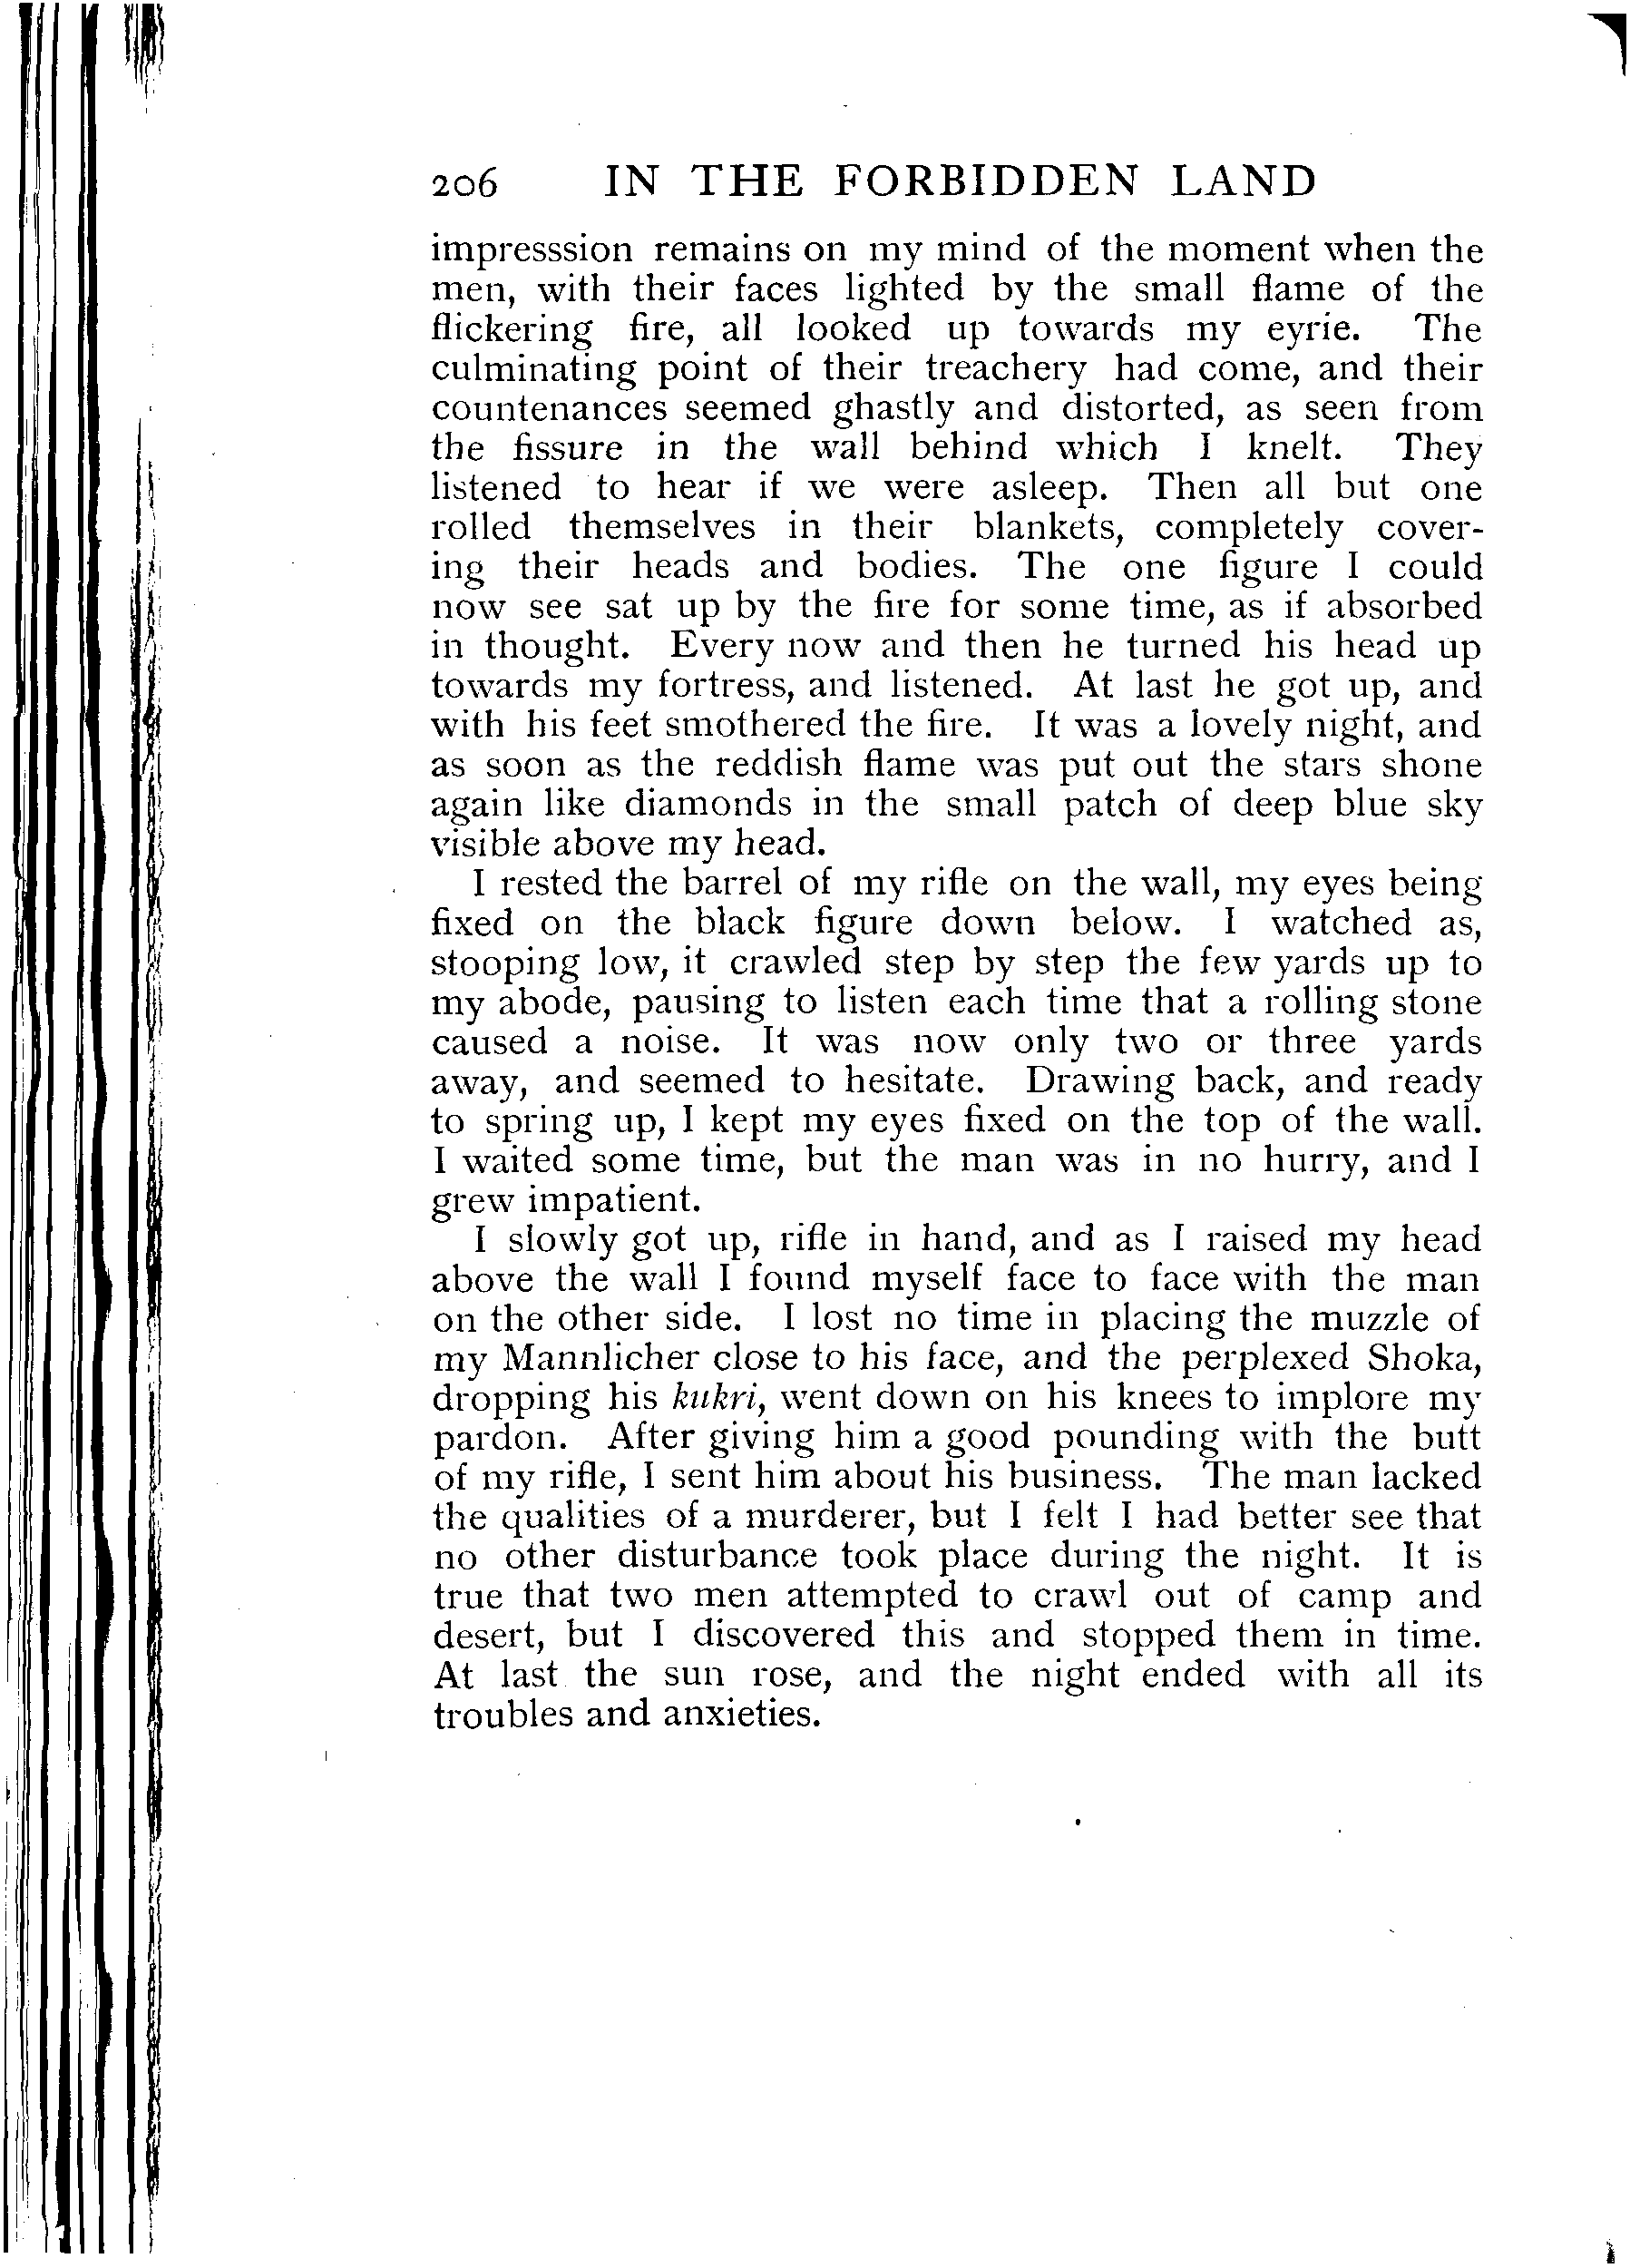 206 IN THE FORBIDDEN LAND
impresssion remains on my mind of the moment when the
men, with their faces lighted by the small flame of the
flickering fire, all looked up towards my eyrie. The
culminating point of their treachery had come, and their
countenances seemed ghastly and distorted, as seen from
the fissure in the wall behind which I knelt. They
listened to hear if we were asleep. Then all but one
rolled themselves in their blankets, completely cover-
ing their heads and bodies. The one figure I could
now see sat up by the fire for some time, as if absorbed
in thought. Every now and then he turned his head up
towards my fortress, and listened. At last he got up, and
with his feet smothered the fire. It was a lovely night, and
as soon as the reddish flame was put out the stars shone
again like diamonds in the small patch of deep blue sky
visible above my head.
I rested the barrel of my rifle on the wall, my eyes being
fixed on the black figure down below. I watched as,
stooping low, it crawled step by step the few yards up to
my abode, pausing to listen each time that a rolling stone
caused a noise. It was now only two or three yards
away, and seemed to hesitate. Drawing back, and ready
to spring up, I kept my eyes fixed on the top of the wall.
I waited some time, but the man was in no hurry, and I
grew impatient.
I slowly got up, rifle in hand, and as I raised my head
above the wall I found myself face to face with the man
on the other side. I lost no time in placing the muzzle of
my Mannlicher close to his face, and the perplexed Shoka,
dropping his kukri, went down on his knees to implore my
pardon. After giving him a good pounding with the butt
of my rifle, I sent him about his business. The man lacked
the qualities of a murderer, but I felt I had better see that
no other disturbance took place during the night. It is
true that two men attempted to crawl out of camp and
desert, but I discovered this and stopped them in time.
At last the sun rose, and the night ended with all its
troubles and anxieties.